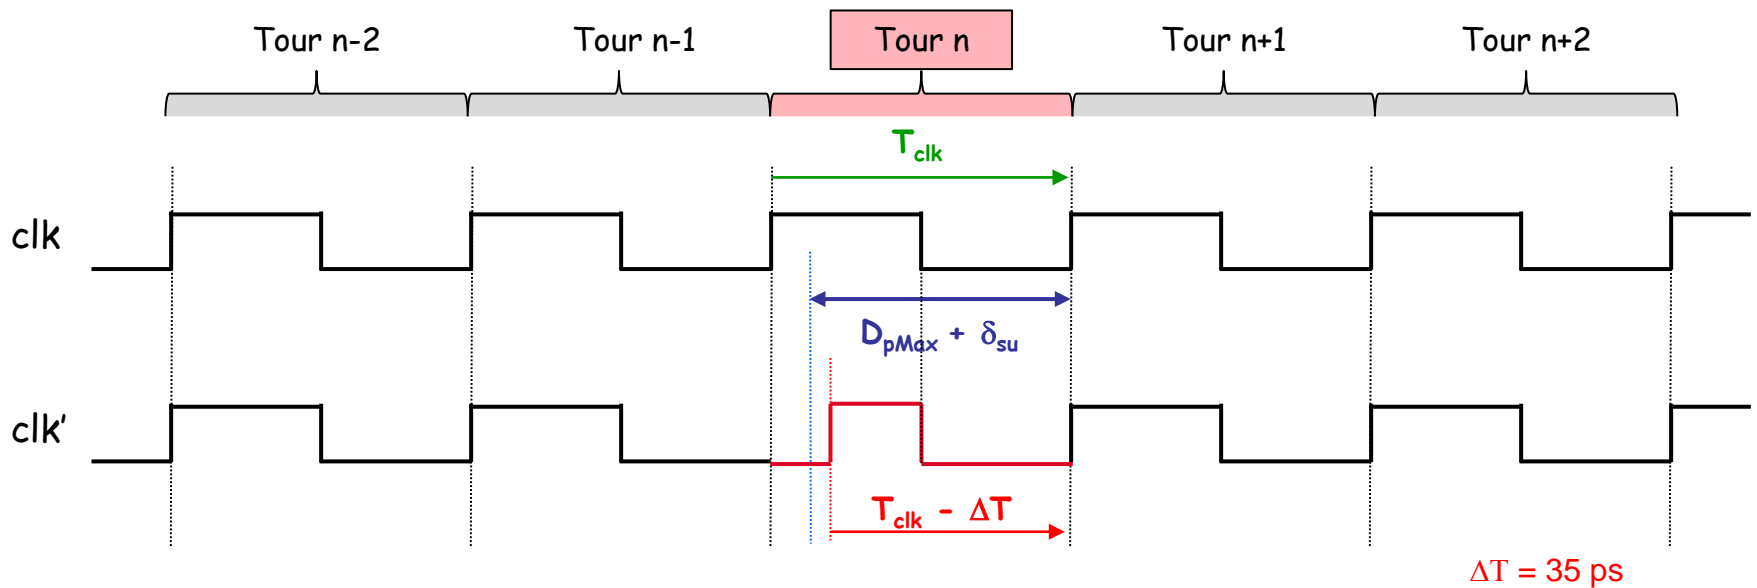 Tour n-2 Tour n-1 Tour n Tour n+1 Tour n+2
Tclk
clk
DpMax + δsu
clk'
Tclk - ΔT
ΔT = 35 ps